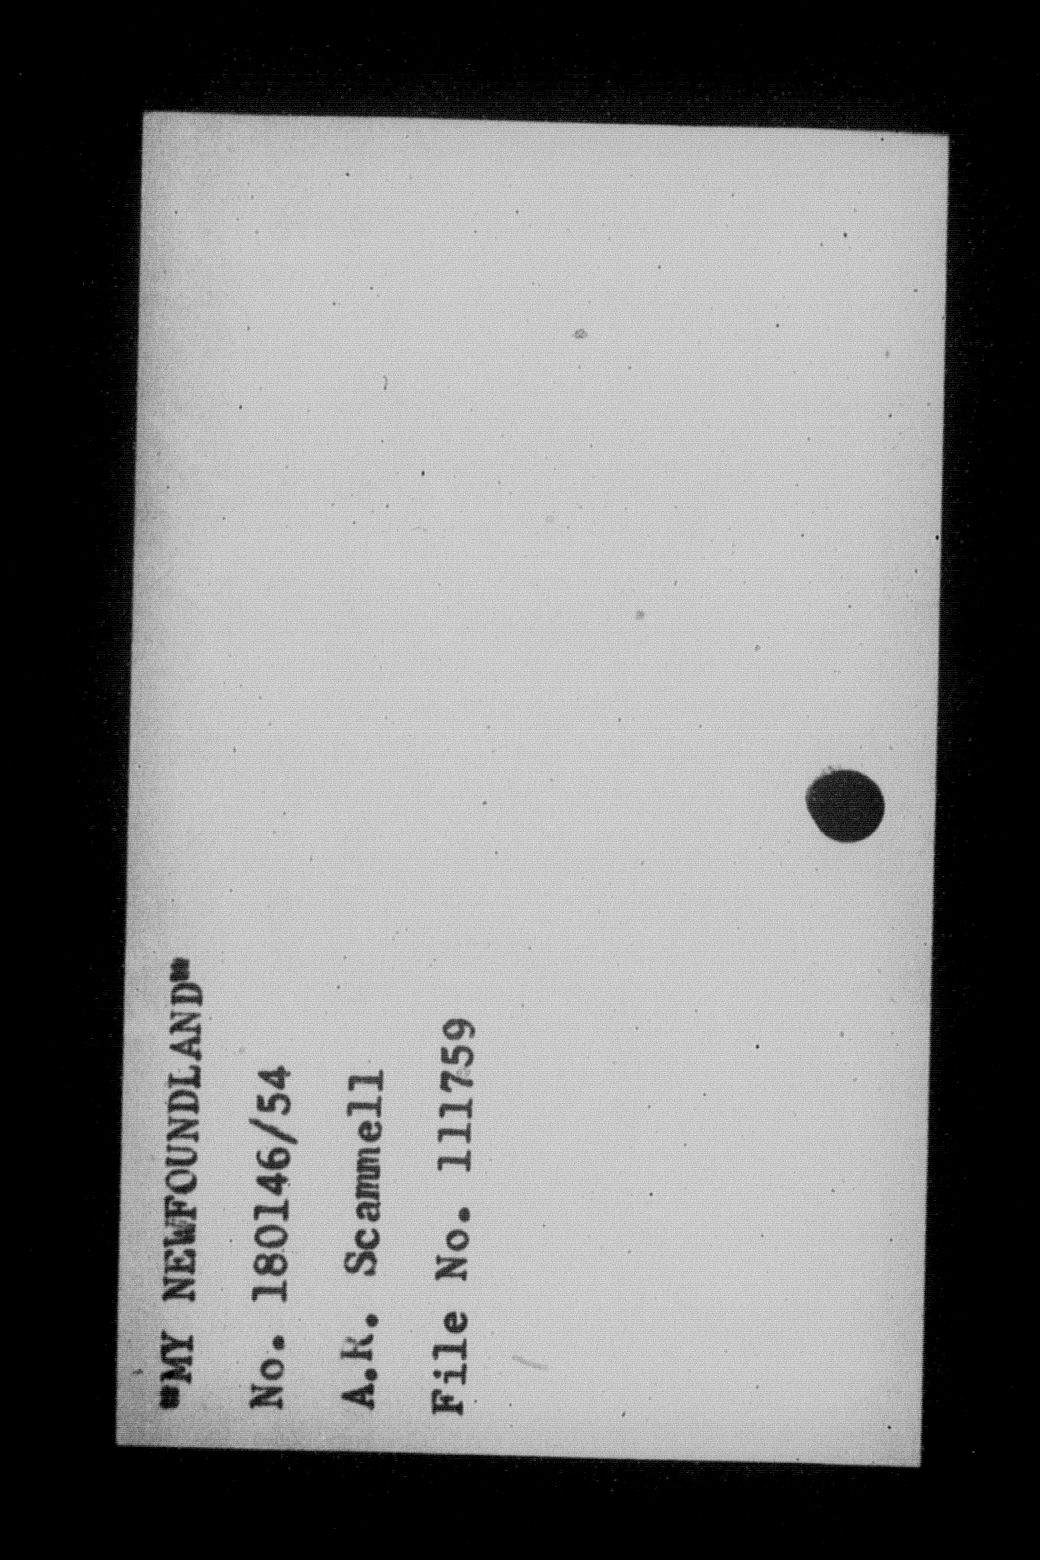 "MY NEWFOUNDLAND"
No. 180146/54
A.R. Scammell
File No. 111759